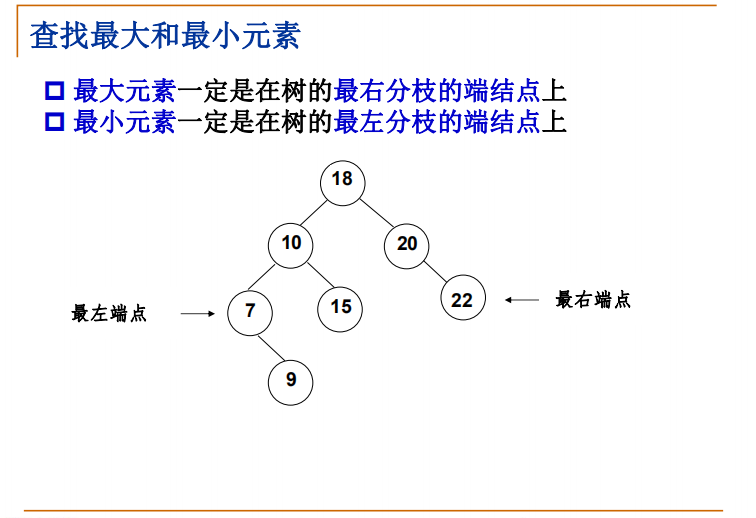 查找最大和最小元素
最大元素一定是在树的最右分枝的端结点上
最小元素一定是在树的最左分枝的端结点上
18
10
20
7
15
22
最左端点
最右端点
9